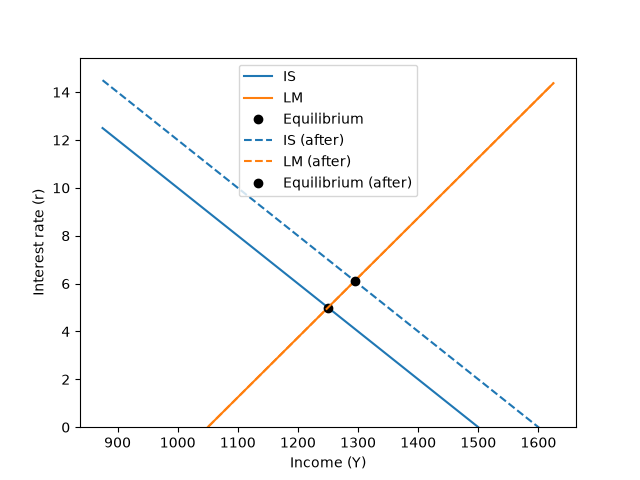 IS
LM
Equilibrium
IS (after)
LM (after)
Equilibrium (after)
14
12
10
8
6
4
2
0
Interest rate (r)
900 1000 1100 1200 1300 1400 1500 1600
Income (Y)